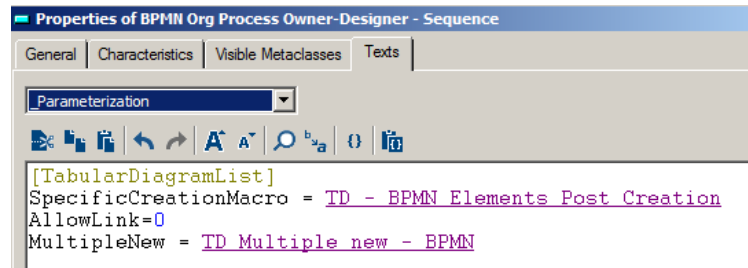 Properties of BPMN Org Process Owner-Designer - Sequence
General Characteristics Visible Metaclasses Texts
_Parameterization
[TabularDiagramList]
SpecificCreationMacro = TD - BPMN Elements Post Creation
AllowLink=0
MultipleNew = TD Multiple new - BPMN